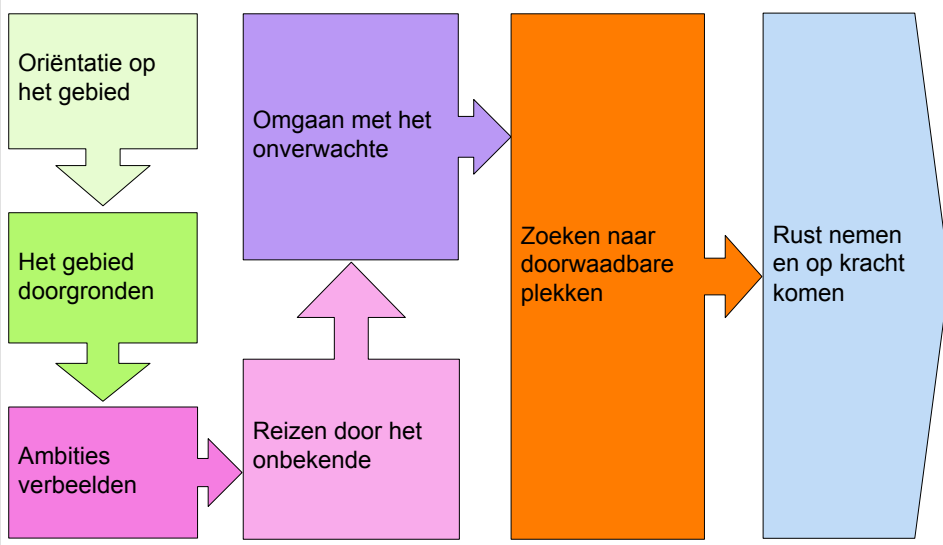 Oriëntatie op
het gebied
Het gebied
doorgronden
Ambities
verbeelden
Reizen door het
onbekende
Omgaan met het
onverwachte
Zoeken naar
doorwaadbare
plekken
Rust nemen
en op kracht
komen